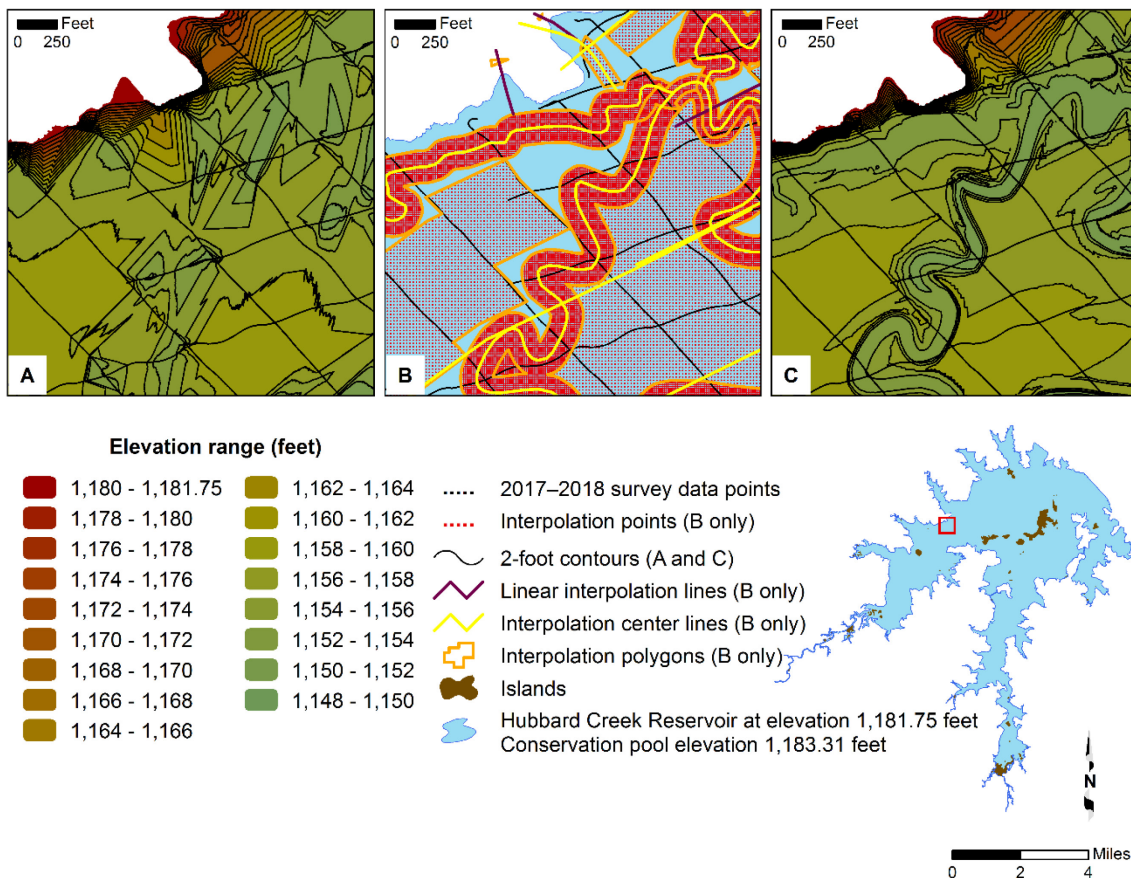 Feet
0 250
A
Feet
0 250
B
Feet
0 250
C
Elevation range (feet)
1,180 - 1,181.75
1,178 - 1,180
1,176 - 1,178
1,174 - 1,176
1,172 - 1,174
1,170 - 1,172
1,168 - 1,170
1,166 - 1,168
1,164 - 1,166
1,162 - 1,164
1,160 - 1,162
1,158 - 1,160
1,156 - 1,158
1,154 - 1,156
1,152 - 1,154
1,150 - 1,152
1,148 - 1,150
2017–2018 survey data points
Interpolation points (B only)
2-foot contours (A and C)
Linear interpolation lines (B only)
Interpolation center lines (B only)
Interpolation polygons (B only)
Islands
Hubbard Creek Reservoir at elevation 1,181.75 feet
Conservation pool elevation 1,183.31 feet
N
Miles
0 2 4